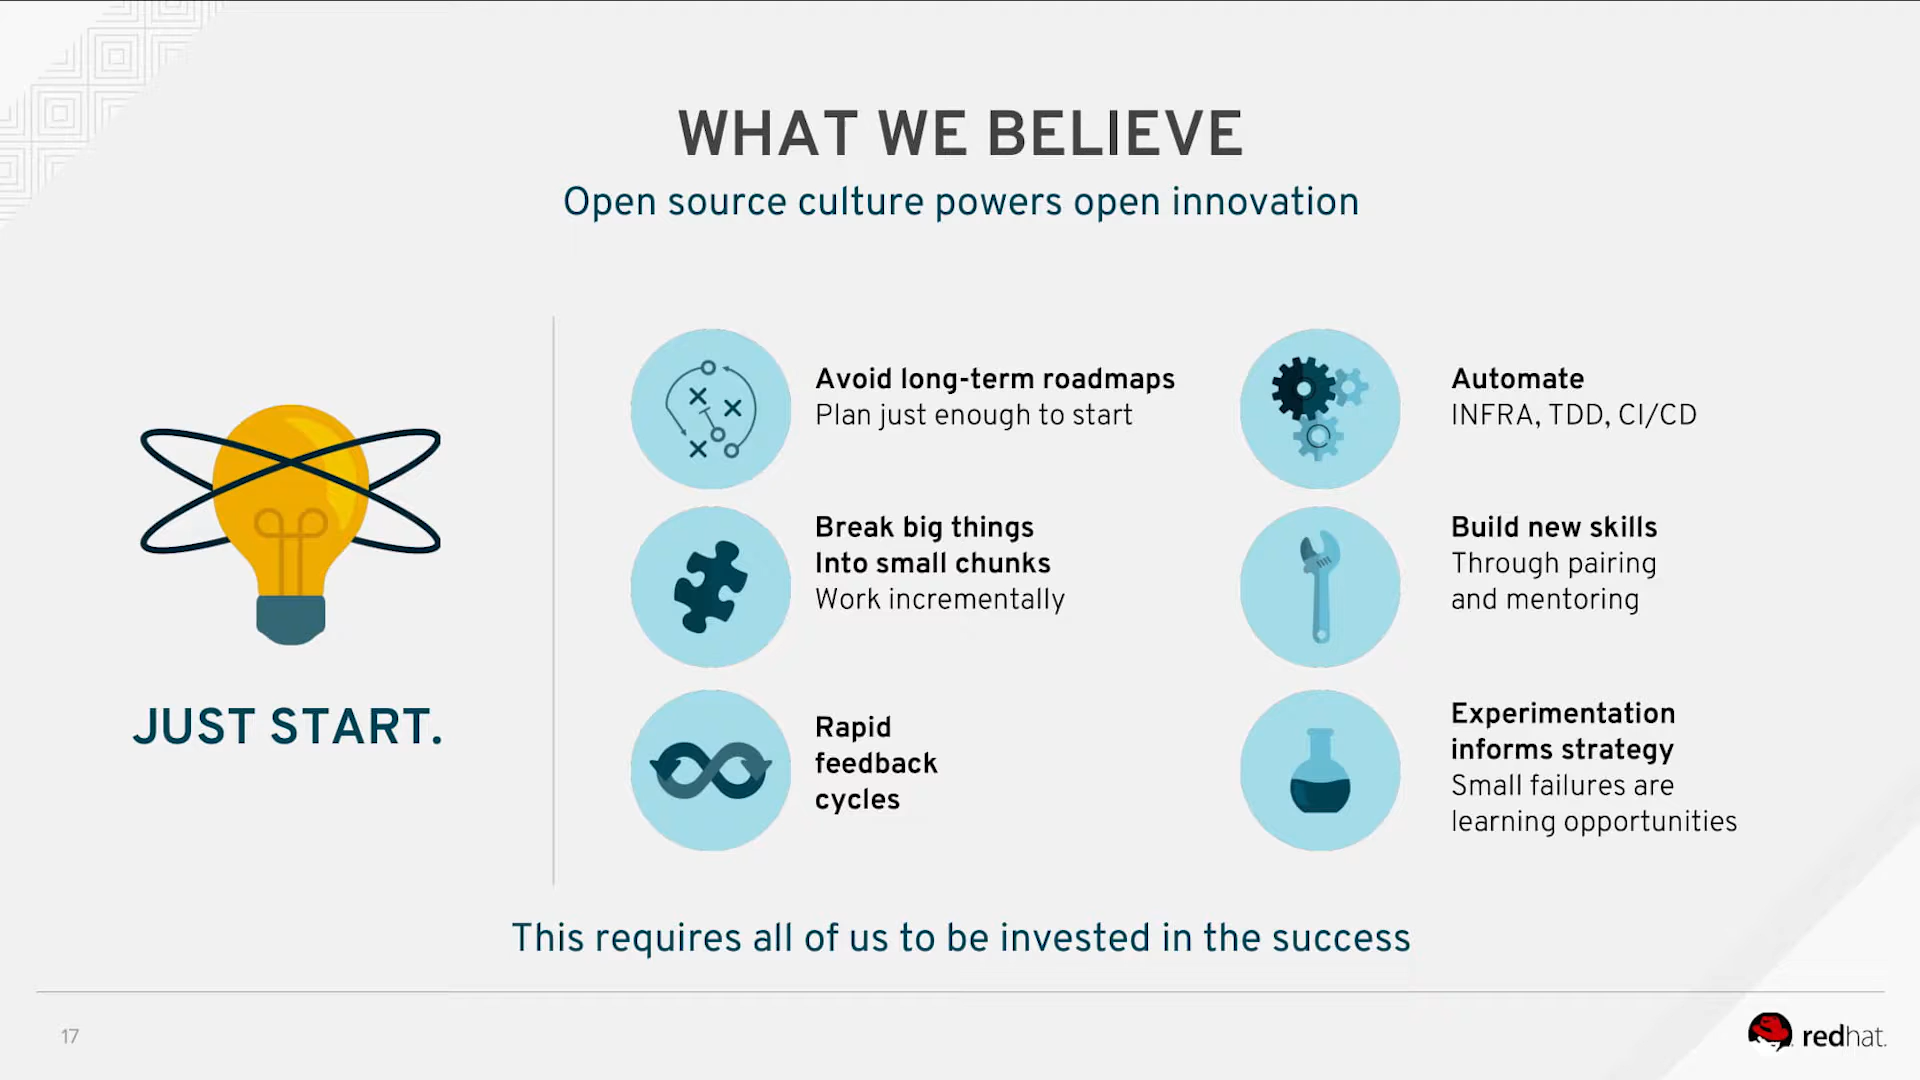 WHAT WE BELIEVE
Open source culture powers open innovation
JUST START.
Avoid long-term roadmaps
Plan just enough to start
Break big things
Into small chunks
Work incrementally
Rapid
feedback
cycles
Automate
INFRA, TDD, CI/CD
Build new skills
Through pairing
and mentoring
Experimentation
informs strategy
Small failures are
learning opportunities
This requires all of us to be invested in the success
17
redhat.